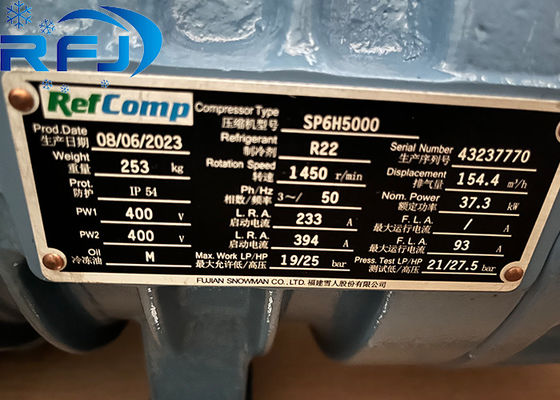 RFJ
RefComp
Compressor Type
压缩机型号
SP6H5000
Prod.Date
生产日期
08/06/2023
Refrigerant
制冷剂
R22
Serial Number
生产序列号
43237770
Weight
重量
253 kg
Rotation Speed
转速
1450 r/min
Displacement
排气量
154.4 m³/h
Prot.
防护
IP 54
Ph/Hz
相数/频率
3~/ 50
Nom. Power
额定功率
37.3 kW
PW1 400 V
L.R.A.
启动电流
233 A
F.L.A.
最大运行电流
/ A
PW2 400 V
L.R.A.
启动电流
394 A
F.L.A.
最大运行电流
93 A
Oil
冷冻油
M
Max. Work LP/HP
最大允许低/高压
19/25 bar
Press. Test LP/HP
测试低/高压
21/27.5 bar
FUJIAN SNOWMAN CO.,LTD. 福建雪人股份有限公司